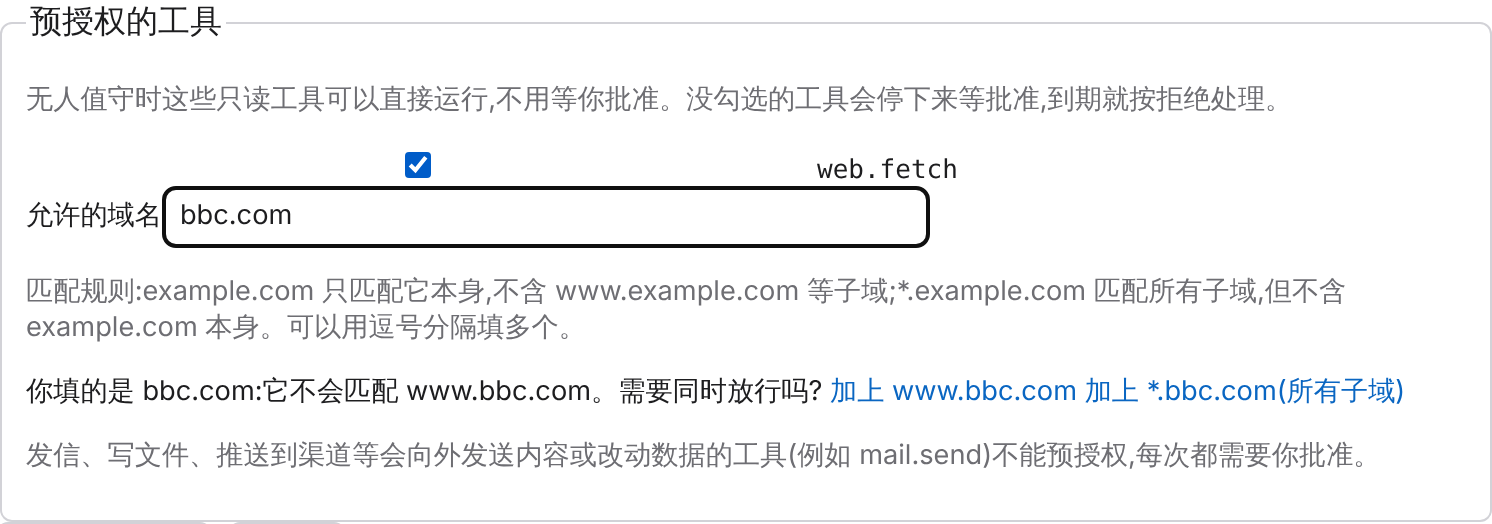 预授权的工具
无人值守时这些只读工具可以直接运行,不用等你批准。没勾选的工具会停下来等批准,到期就按拒绝处理。
web.fetch
允许的域名 bbc.com
匹配规则:example.com 只匹配它本身,不含 www.example.com 等子域;*.example.com 匹配所有子域,但不含
example.com 本身。可以用逗号分隔填多个。
你填的是 bbc.com:它不会匹配 www.bbc.com。需要同时放行吗? 加上 www.bbc.com 加上 *.bbc.com(所有子域)
发信、写文件、推送到渠道等会向外发送内容或改动数据的工具(例如 mail.send)不能预授权,每次都需要你批准。